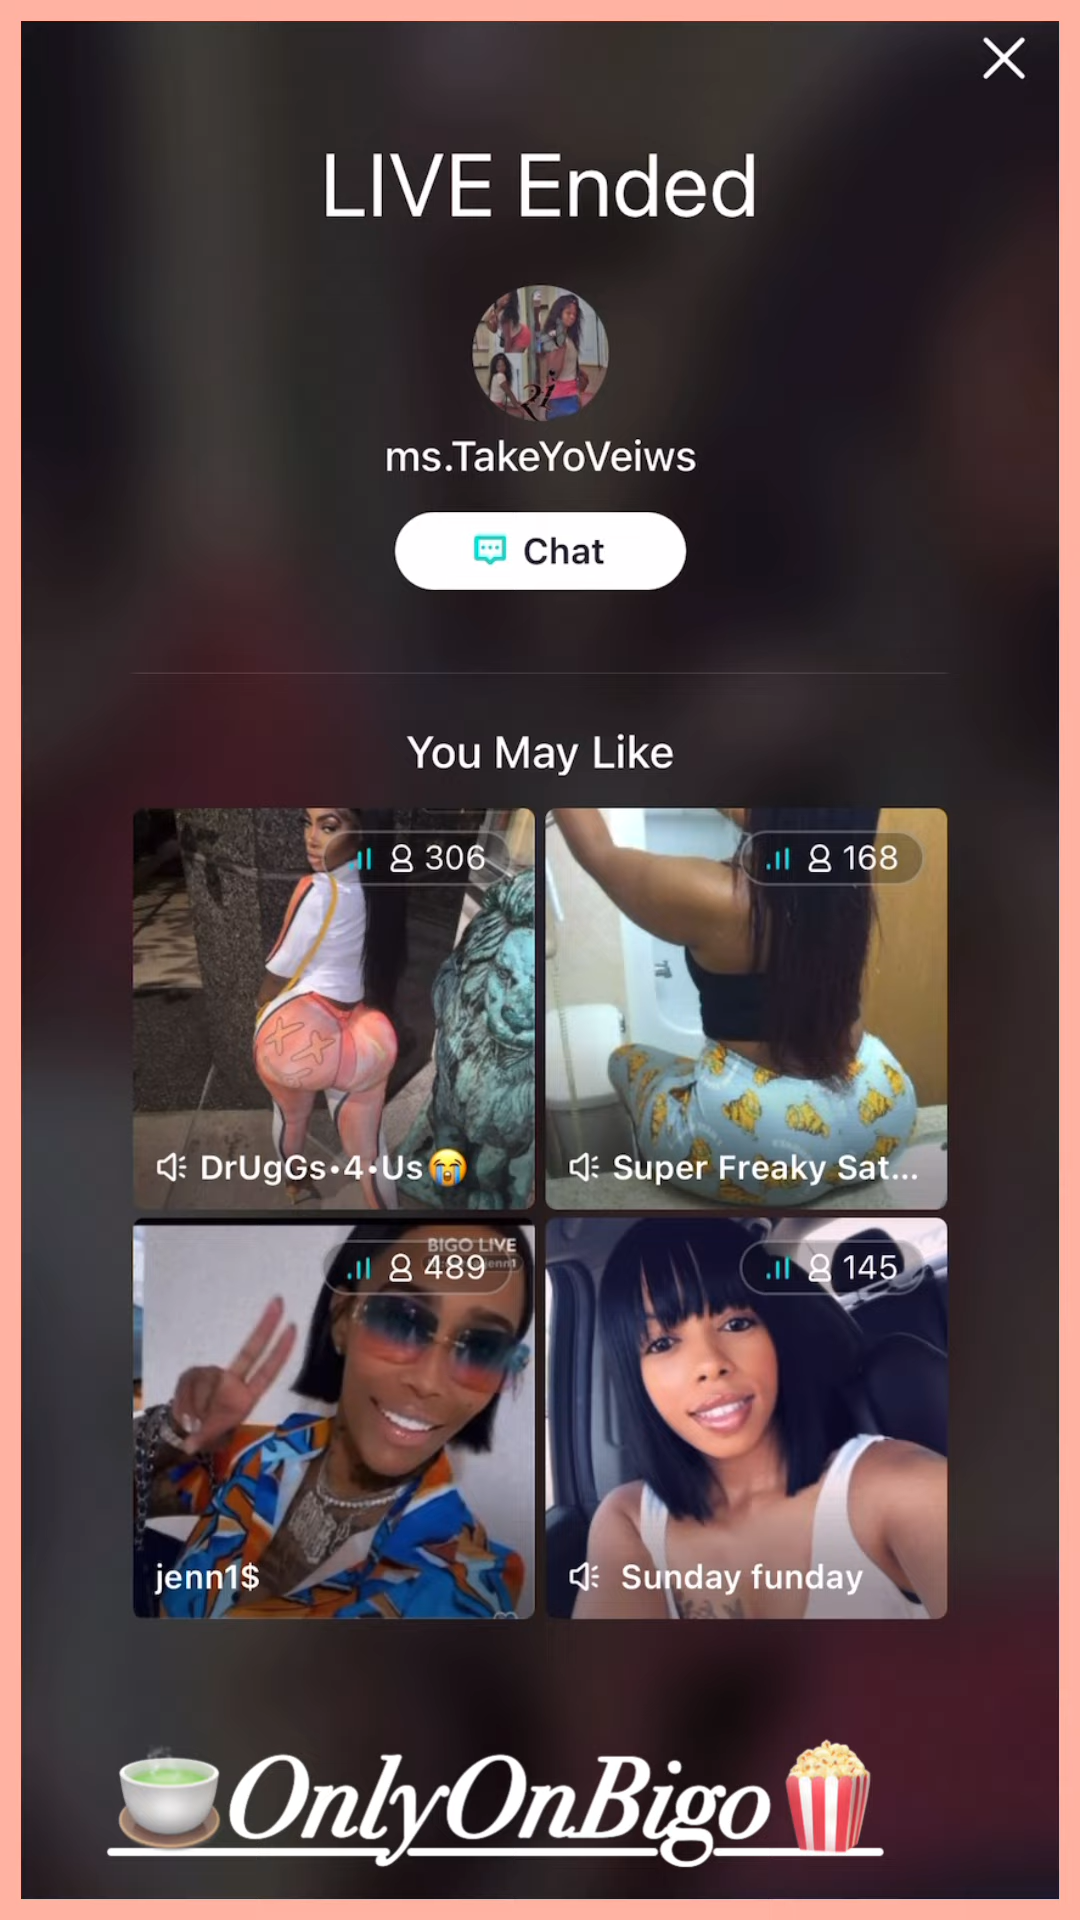 LIVE Ended
ms.TakeYoVeiws
Chat
You May Like
306
168
DrUgGs•4•Us😭
Super Freaky Sat...
BIGO LIVE
489
145
jenn1$
Sunday funday
🍵OnlyOnBigo🍿